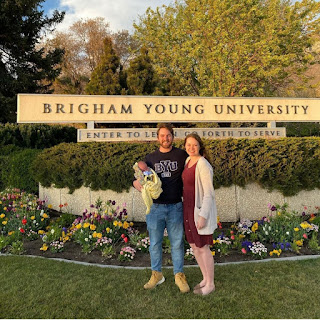 BRIGHAM YOUNG UNIVERSITY
ENTER TO LEARN GO FORTH TO SERVE
BYU